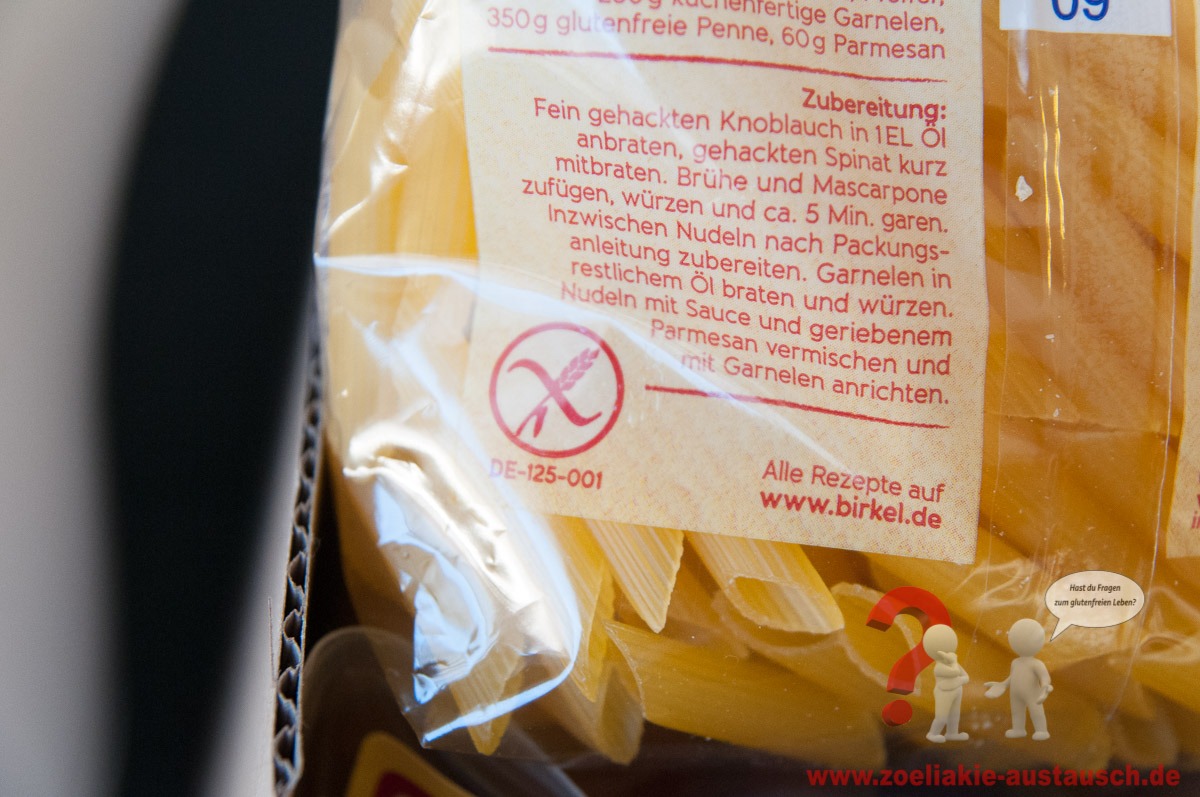 küchenfertige Garnelen,
350g glutenfreie Penne, 60g Parmesan
Zubereitung:
Fein gehackten Knoblauch in 1EL Öl
anbraten, gehackten Spinat kurz
mitbraten. Brühe und Mascarpone
zufügen, würzen und ca. 5 Min. garen.
Inzwischen Nudeln nach Packungs-
anleitung zubereiten. Garnelen in
restlichem Öl braten und würzen.
Nudeln mit Sauce und geriebenem
Parmesan vermischen und
mit Garnelen anrichten.
DE-125-001
Alle Rezepte auf
www.birkel.de
09
Hast du Fragen
zum glutenfreien Leben?
?
www.zoeliakie-austausch.de